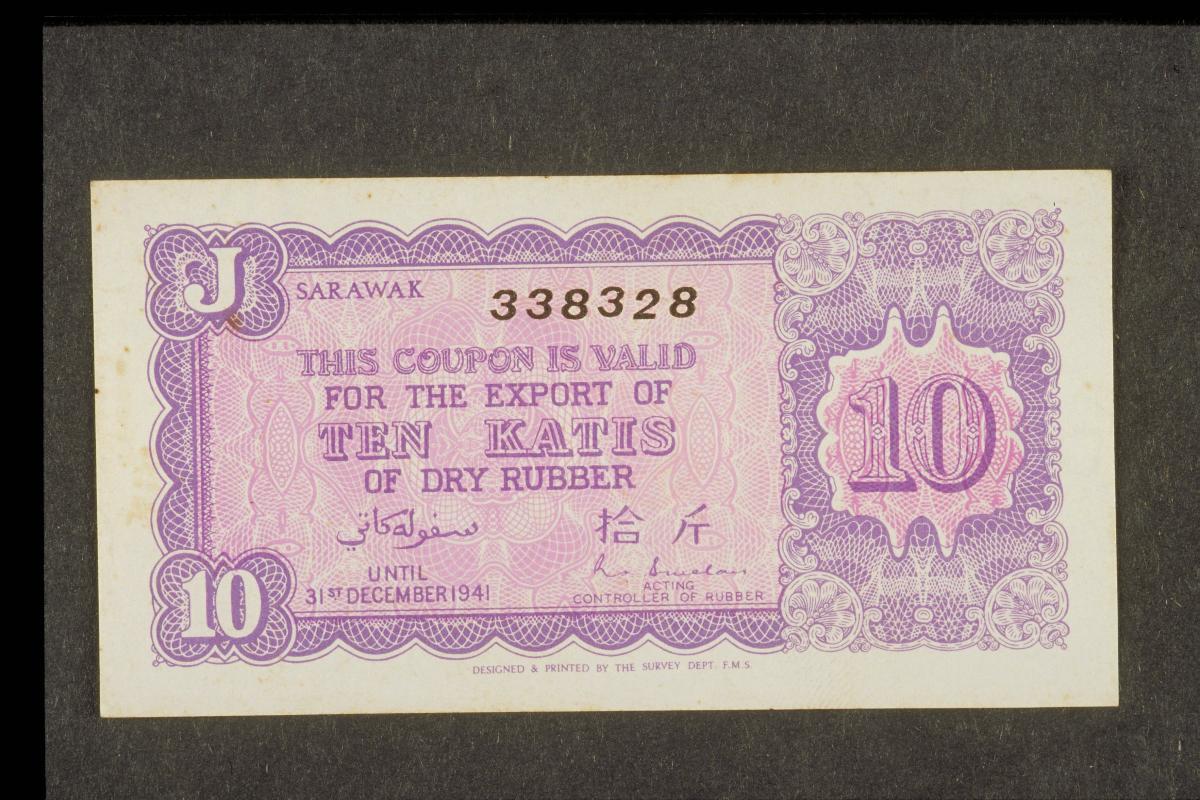 J
SARAWAK
338328
THIS COUPON IS VALID
FOR THE EXPORT OF
TEN KATIS
OF DRY RUBBER
سڤوله كاتي
拾斤
UNTIL
31ST DECEMBER 1941
ACTING
CONTROLLER OF RUBBER
10
10
DESIGNED & PRINTED BY THE SURVEY DEPT. F.M.S.